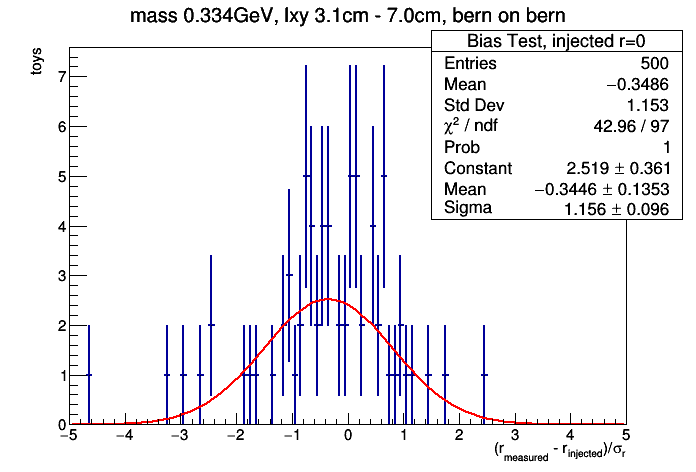 mass 0.334GeV, lxy 3.1cm - 7.0cm, bern on bern
Bias Test, injected r=0
Entries 500
Mean −0.3486
Std Dev 1.153
χ² / ndf 42.96 / 97
Prob 1
Constant 2.519 ± 0.361
Mean −0.3446 ± 0.1353
Sigma 1.156 ± 0.096
toys
7
6
5
4
3
2
1
0
−5 −4 −3 −2 −1 0 1 2 3 4 5
(r_measured - r_injected)/σ_r